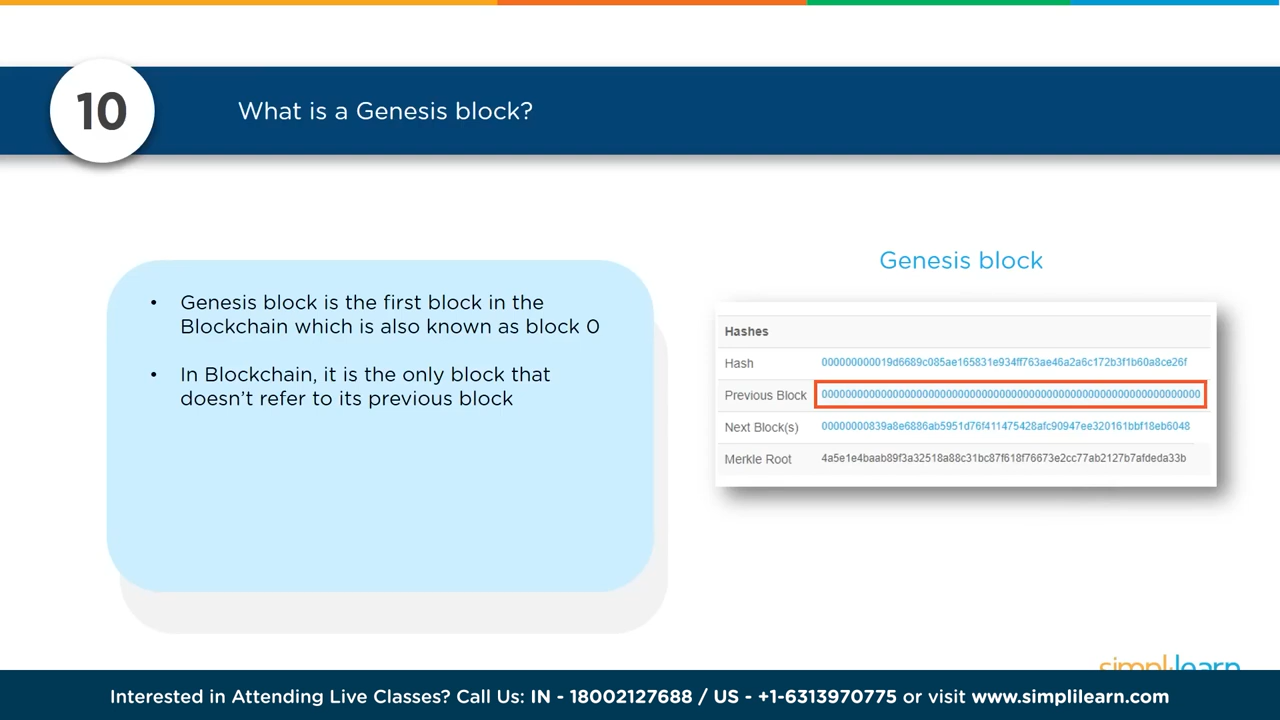 10
What is a Genesis block?
• Genesis block is the first block in the
Blockchain which is also known as block 0
• In Blockchain, it is the only block that
doesn't refer to its previous block
Genesis block
Hashes
Hash 000000000019d6689c085ae165831e934ff763ae46a2a6c172b3f1b60a8ce26f
Previous Block 0000000000000000000000000000000000000000000000000000000000000000
Next Block(s) 00000000839a8e6886ab5951d76f411475428afc90947ee320161bbf18eb6048
Merkle Root 4a5e1e4baab89f3a32518a88c31bc87f618f76673e2cc77ab2127b7afdeda33b
simplilearn
Interested in Attending Live Classes? Call Us: IN - 18002127688 / US - +1-6313970775 or visit www.simplilearn.com